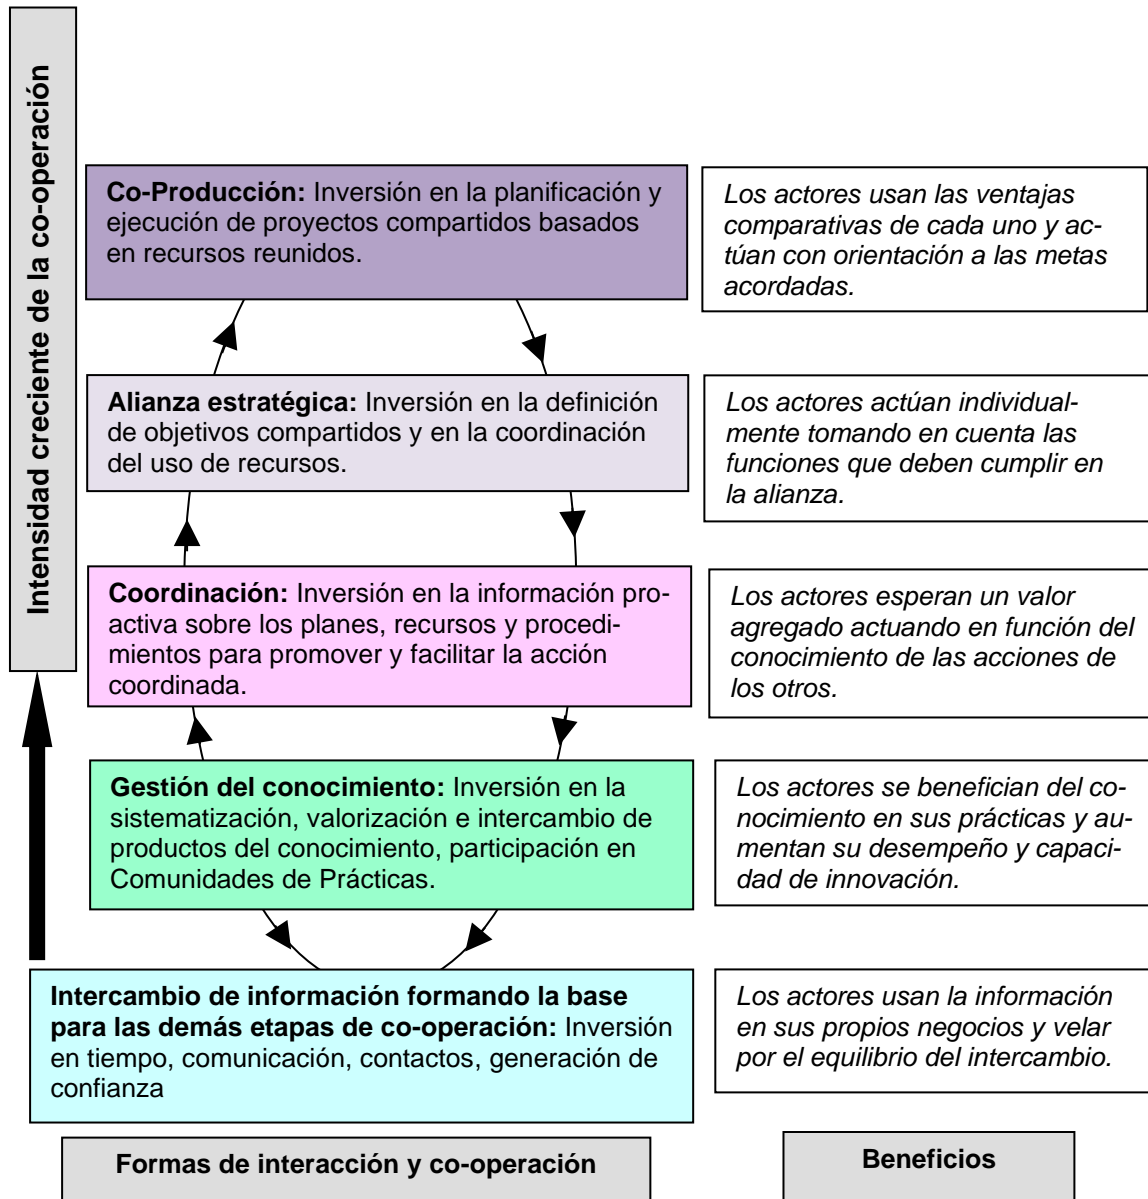 Intensidad creciente de la co-operación
Co-Producción: Inversión en la planificación y
ejecución de proyectos compartidos basados
en recursos reunidos.
Los actores usan las ventajas
comparativas de cada uno y ac-
túan con orientación a las metas
acordadas.
Alianza estratégica: Inversión en la definición
de objetivos compartidos y en la coordinación
del uso de recursos.
Los actores actúan individual-
mente tomando en cuenta las
funciones que deben cumplir en
la alianza.
Coordinación: Inversión en la información pro-
activa sobre los planes, recursos y procedi-
mientos para promover y facilitar la acción
coordinada.
Los actores esperan un valor
agregado actuando en función del
conocimiento de las acciones de
los otros.
Gestión del conocimiento: Inversión en la
sistematización, valorización e intercambio de
productos del conocimiento, participación en
Comunidades de Prácticas.
Los actores se benefician del co-
nocimiento en sus prácticas y au-
mentan su desempeño y capaci-
dad de innovación.
Intercambio de información formando la base
para las demás etapas de co-operación: Inversión
en tiempo, comunicación, contactos, generación de
confianza
Los actores usan la información
en sus propios negocios y velar
por el equilibrio del intercambio.
Formas de interacción y co-operación
Beneficios